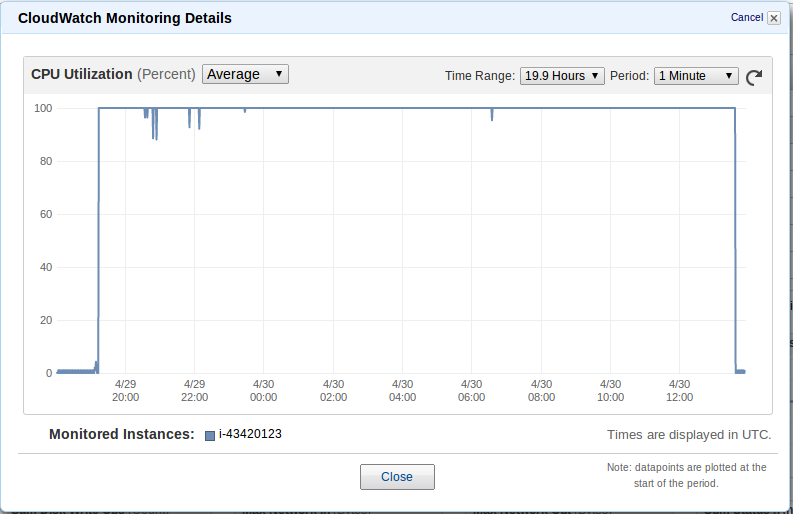 CloudWatch Monitoring Details
Cancel
CPU Utilization (Percent) Average
Time Range: 19.9 Hours Period: 1 Minute
100
80
60
40
20
0
4/29 4/29 4/30 4/30 4/30 4/30 4/30 4/30 4/30
20:00 22:00 00:00 02:00 04:00 06:00 08:00 10:00 12:00
Monitored Instances: i-43420123
Times are displayed in UTC.
Close
Note: datapoints are plotted at the
start of the period.